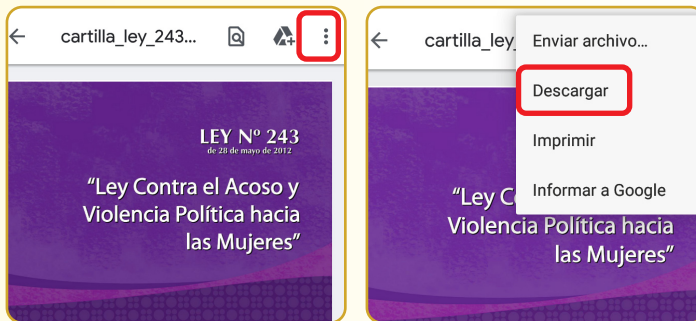 cartilla_ley_243...
LEY Nº 243
de 28 de mayo de 2012
“Ley Contra el Acoso y
Violencia Política hacia
las Mujeres”
cartilla_ley_
Enviar archivo...
Descargar
Imprimir
Informar a Google
“Ley C
Violencia Política hacia
las Mujeres”